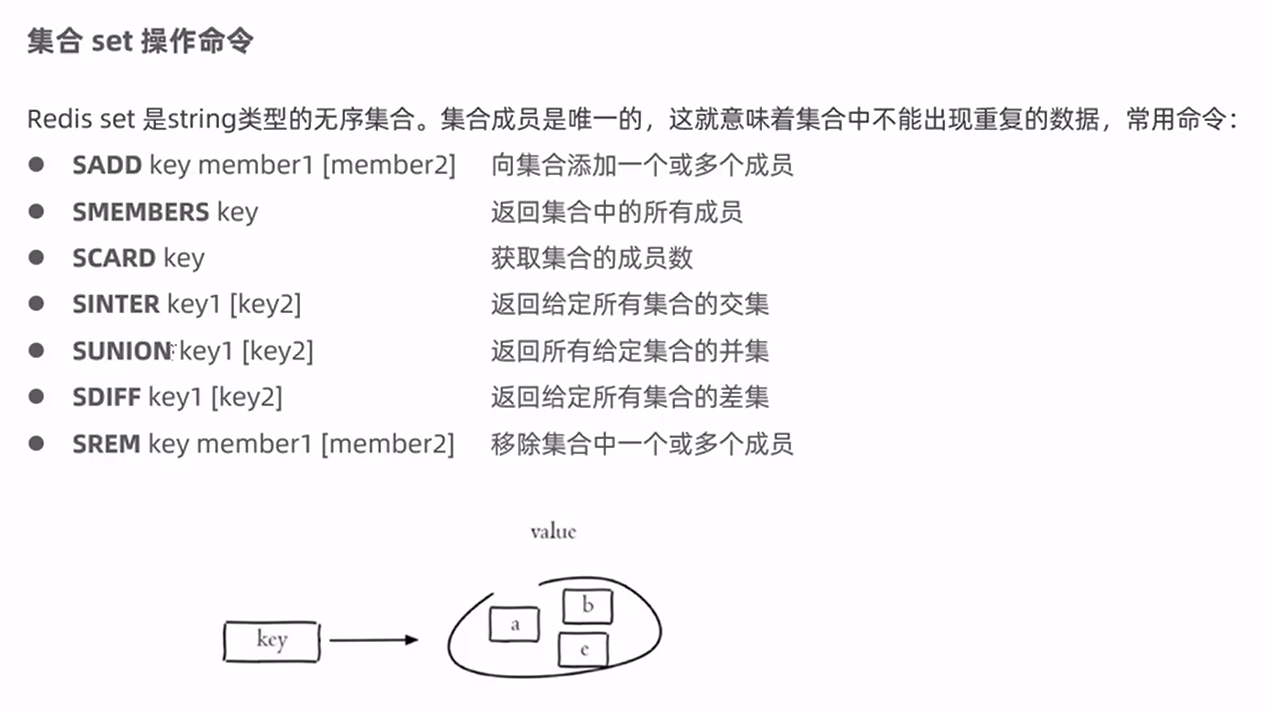 集合 set 操作命令
Redis set 是string类型的无序集合。集合成员是唯一的，这就意味着集合中不能出现重复的数据，常用命令：
● SADD key member1 [member2] 向集合添加一个或多个成员
● SMEMBERS key 返回集合中的所有成员
● SCARD key 获取集合的成员数
● SINTER key1 [key2] 返回给定所有集合的交集
● SUNION key1 [key2] 返回所有给定集合的并集
● SDIFF key1 [key2] 返回给定所有集合的差集
● SREM key member1 [member2] 移除集合中一个或多个成员
value
b
a
key
c